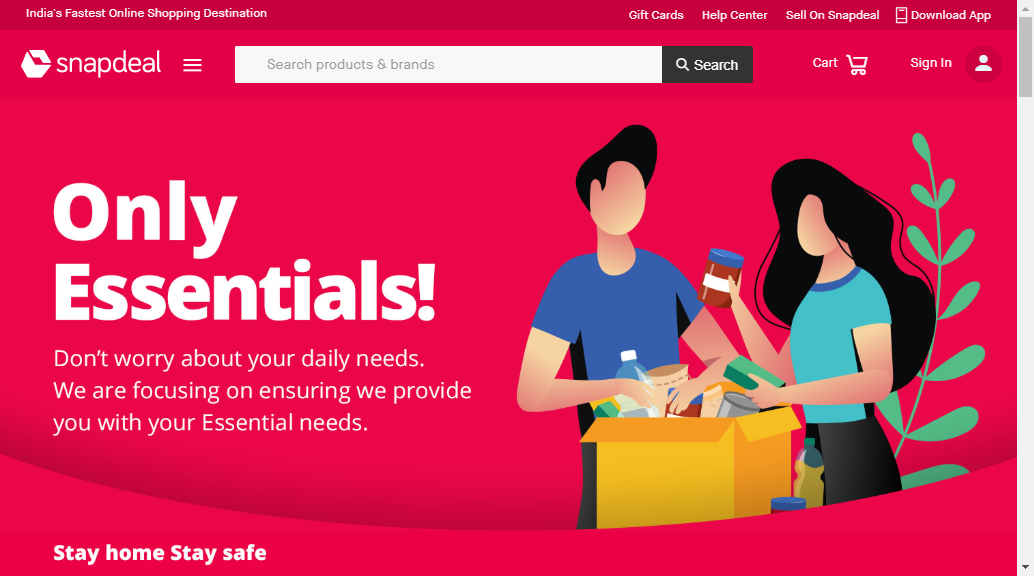 India's Fastest Online Shopping Destination
Gift Cards
Help Center
Sell On Snapdeal
Download App
snapdeal
Search products & brands
Search
Cart
Sign In
Only
Essentials!
Don't worry about your daily needs.
We are focusing on ensuring we provide
you with your Essential needs.
Stay home Stay safe